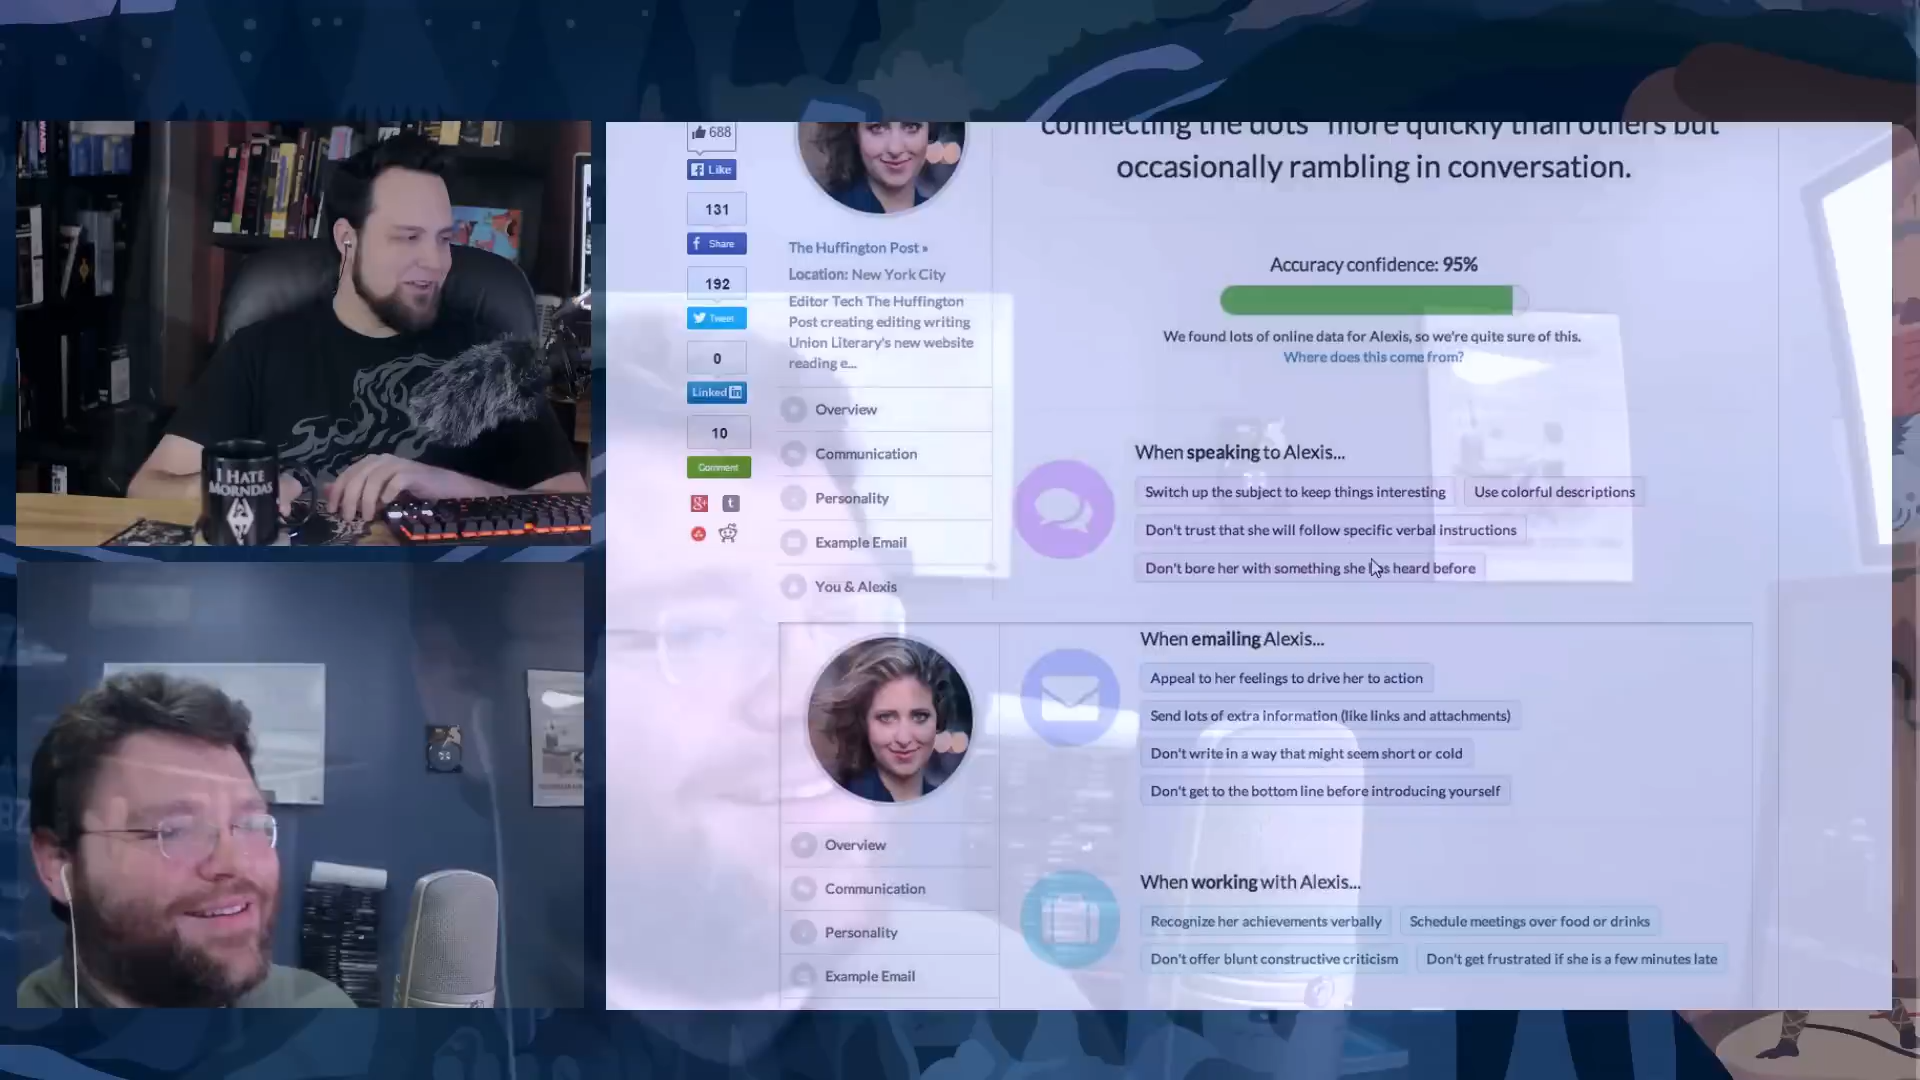 I HATE
MORNDAS
688
Like
131
Share
192
Tweet
0
Linked in
10
Comment
g+
t
The Huffington Post »
Location: New York City
Editor Tech The Huffington
Post creating editing writing
Union Literary's new website
reading e...
Overview
Communication
Personality
Example Email
You & Alexis
connecting the dots" more quickly than others but
occasionally rambling in conversation.
Accuracy confidence: 95%
We found lots of online data for Alexis, so we're quite sure of this.
Where does this come from?
When speaking to Alexis...
Switch up the subject to keep things interesting
Use colorful descriptions
Don't trust that she will follow specific verbal instructions
Don't bore her with something she has heard before
Overview
Communication
Personality
Example Email
When emailing Alexis...
Appeal to her feelings to drive her to action
Send lots of extra information (like links and attachments)
Don't write in a way that might seem short or cold
Don't get to the bottom line before introducing yourself
When working with Alexis...
Recognize her achievements verbally
Schedule meetings over food or drinks
Don't offer blunt constructive criticism
Don't get frustrated if she is a few minutes late